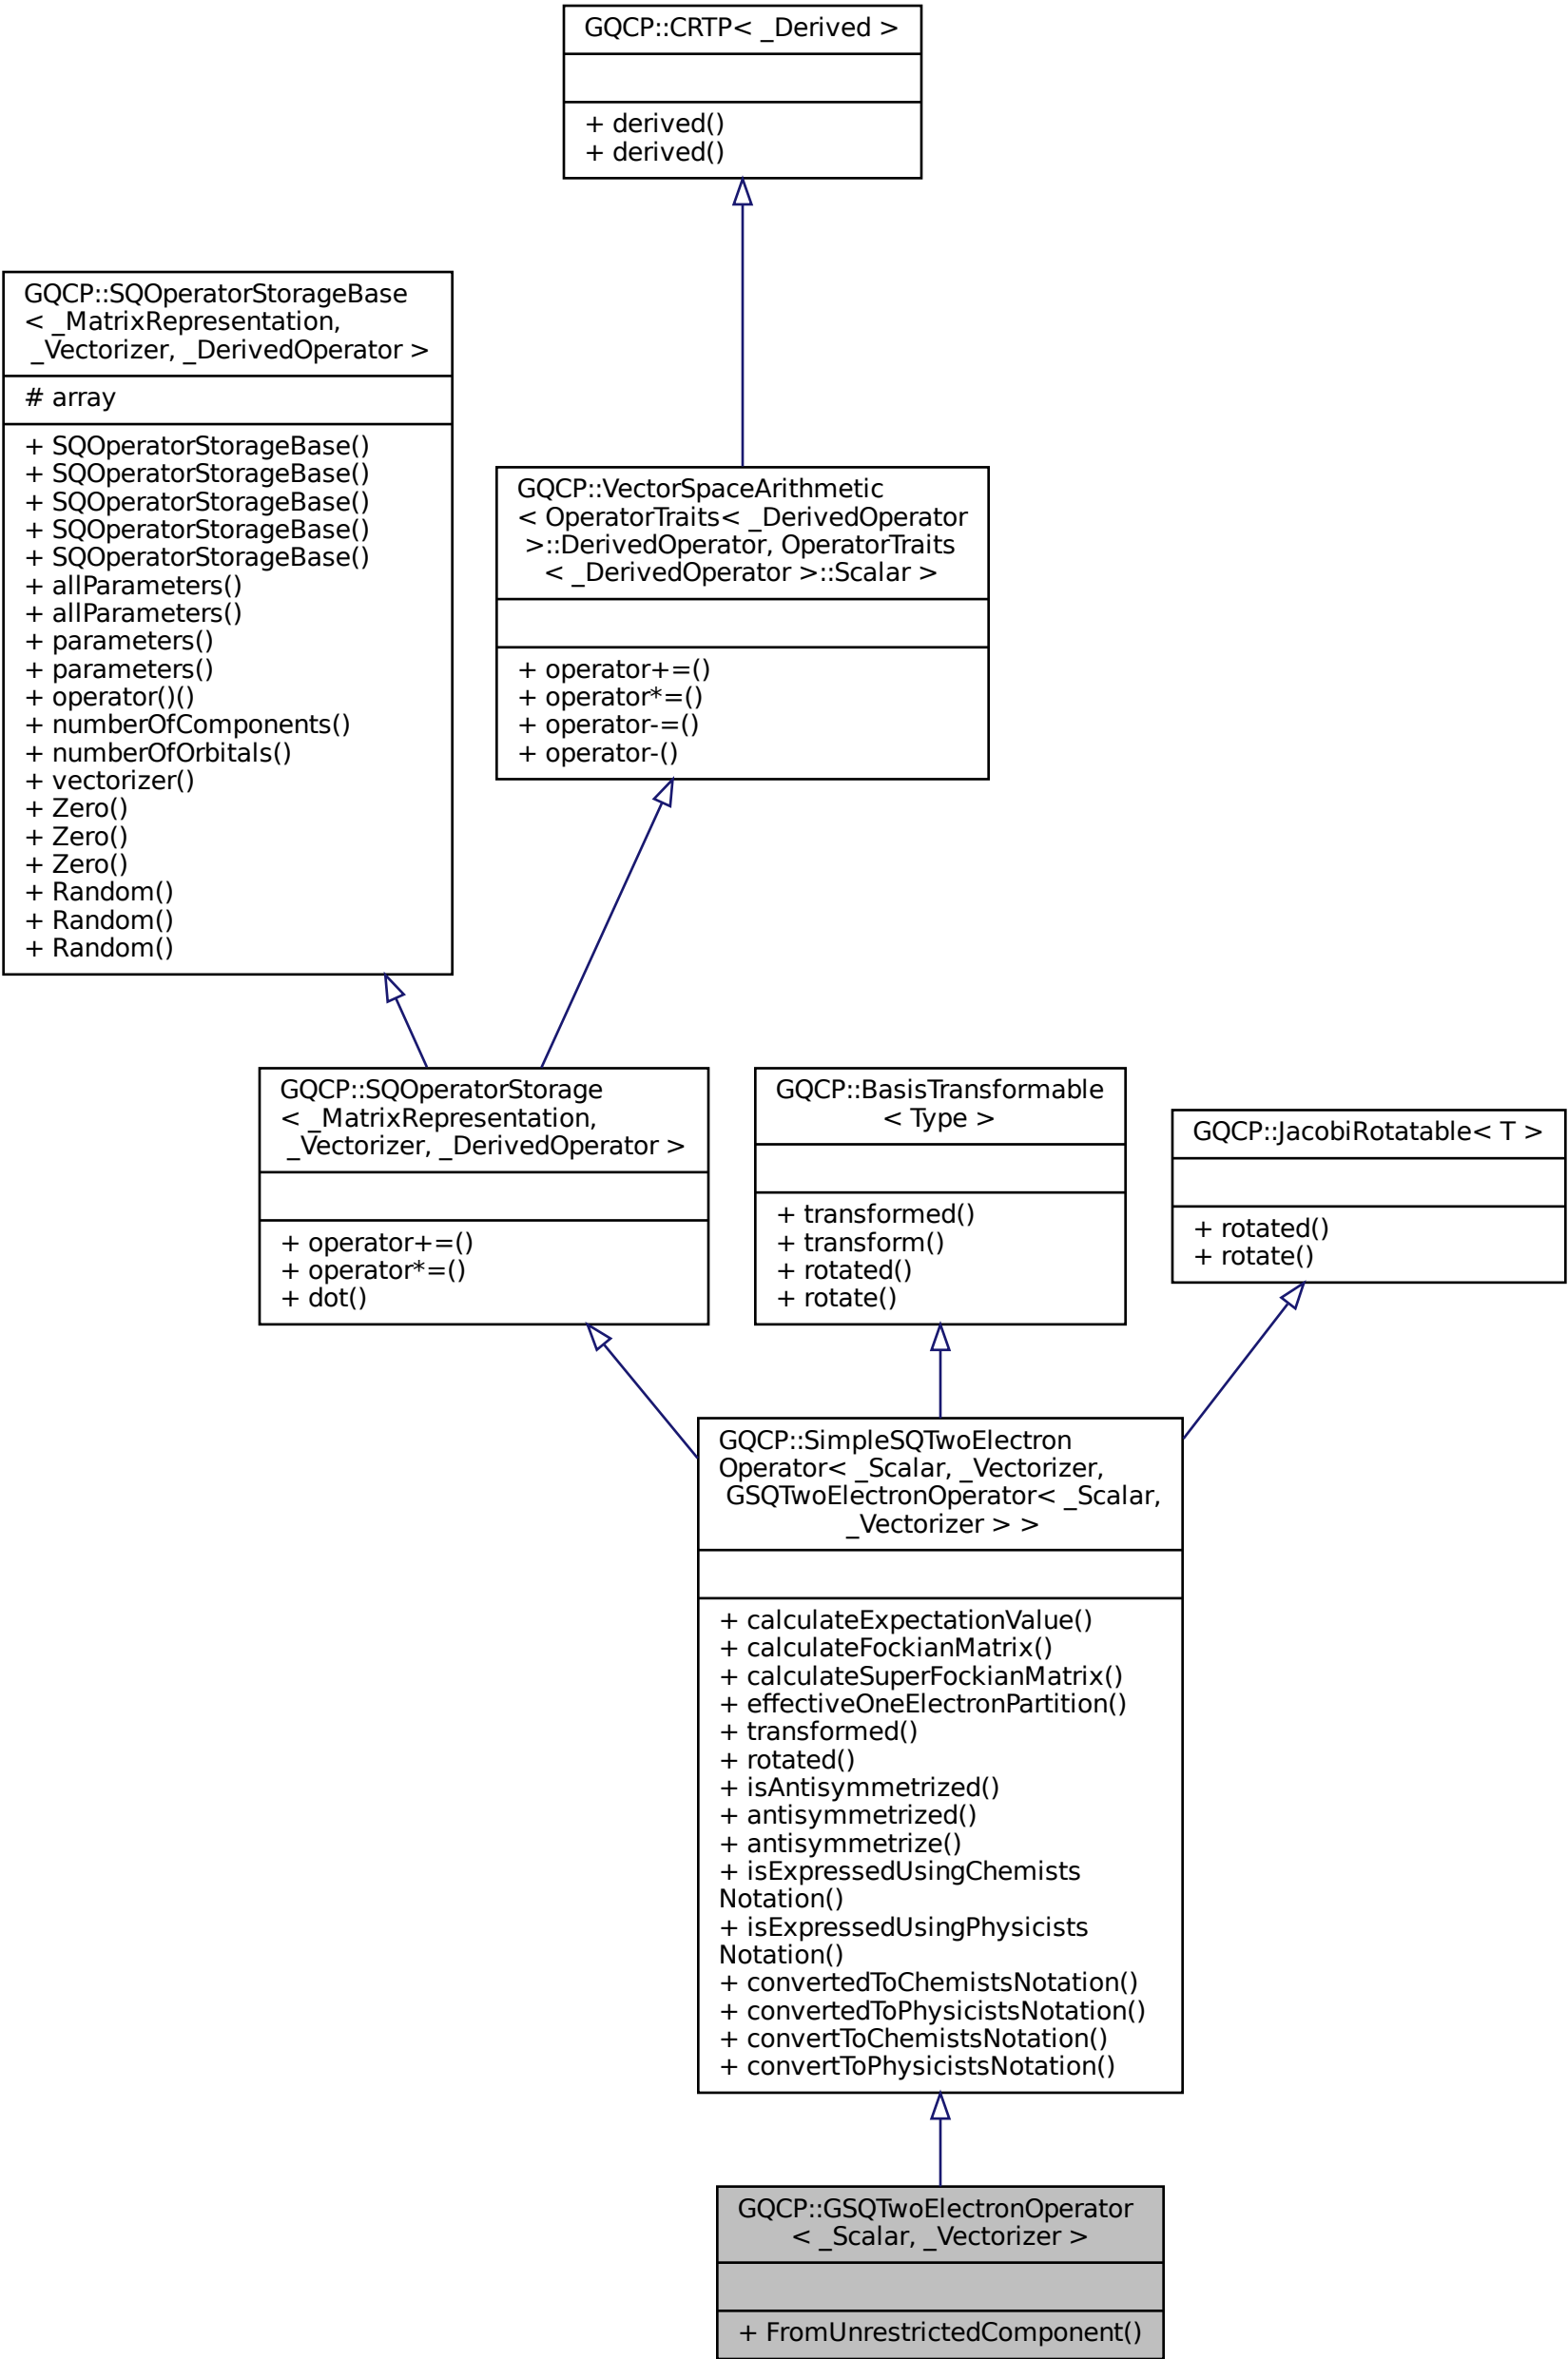 GQCP::CRTP< _Derived >
+ derived()
+ derived()
GQCP::SQOperatorStorageBase
< _MatrixRepresentation,
_Vectorizer, _DerivedOperator >
# array
+ SQOperatorStorageBase()
+ SQOperatorStorageBase()
+ SQOperatorStorageBase()
+ SQOperatorStorageBase()
+ SQOperatorStorageBase()
+ allParameters()
+ allParameters()
+ parameters()
+ parameters()
+ operator()()
+ numberOfComponents()
+ numberOfOrbitals()
+ vectorizer()
+ Zero()
+ Zero()
+ Zero()
+ Random()
+ Random()
+ Random()
GQCP::VectorSpaceArithmetic
< OperatorTraits< _DerivedOperator
>::DerivedOperator, OperatorTraits
< _DerivedOperator >::Scalar >
+ operator+=()
+ operator*=()
+ operator-=()
+ operator-()
GQCP::SQOperatorStorage
< _MatrixRepresentation,
_Vectorizer, _DerivedOperator >
+ operator+=()
+ operator*=()
+ dot()
GQCP::BasisTransformable
< Type >
+ transformed()
+ transform()
+ rotated()
+ rotate()
GQCP::JacobiRotatable< T >
+ rotated()
+ rotate()
GQCP::SimpleSQTwoElectron
Operator< _Scalar, _Vectorizer,
GSQTwoElectronOperator< _Scalar,
_Vectorizer > >
+ calculateExpectationValue()
+ calculateFockianMatrix()
+ calculateSuperFockianMatrix()
+ effectiveOneElectronPartition()
+ transformed()
+ rotated()
+ isAntisymmetrized()
+ antisymmetrized()
+ antisymmetrize()
+ isExpressedUsingChemists
Notation()
+ isExpressedUsingPhysicists
Notation()
+ convertedToChemistsNotation()
+ convertedToPhysicistsNotation()
+ convertToChemistsNotation()
+ convertToPhysicistsNotation()
GQCP::GSQTwoElectronOperator
< _Scalar, _Vectorizer >
+ FromUnrestrictedComponent()